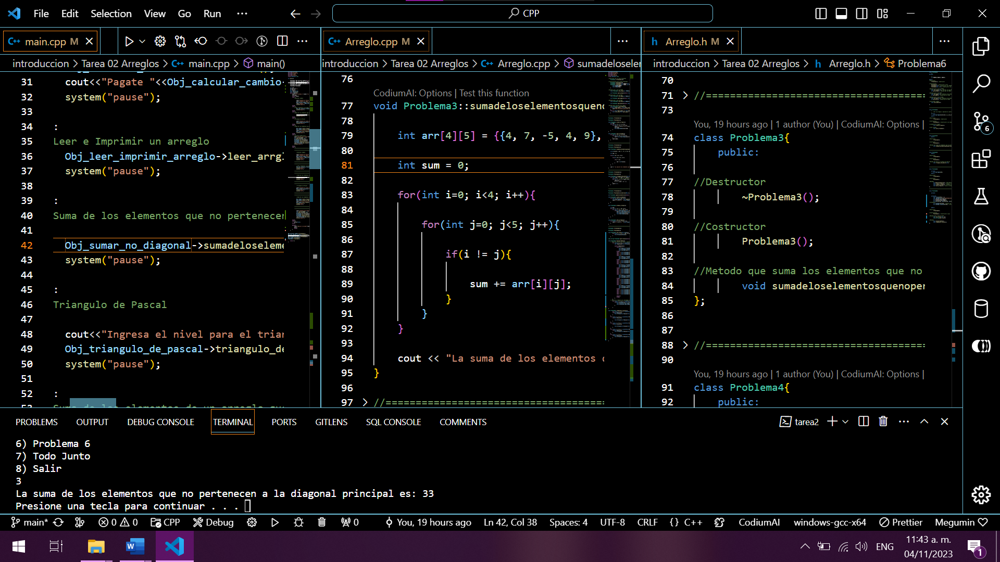 File Edit Selection View Go Run ··· CPP
C++ main.cpp M
introduccion > Tarea 02 Arreglos > C++ main.cpp > main()
31 cout<<"Pagate "<<Obj_calcular_cambio-
32 system("pause");
33
34 :
35 Leer e Imprimir un arreglo
36 Obj_leer_imprimir_arreglo->leer_arrg
37 system("pause");
38
39 :
40 Suma de los elementos que no pertenecen
41
42 Obj_sumar_no_diagonal->sumadeloseleme
43 system("pause");
44
45 :
46 Triangulo de Pascal
47
48 cout<<"Ingresa el nivel para el trian
49 Obj_triangulo_de_pascal->triangulo_de
50 system("pause");
51
52 :
C++ Arreglo.cpp M
introduccion > Tarea 02 Arreglos > C++ Arreglo.cpp > sumadeloseler
76
CodiumAI: Options | Test this function
77 void Problema3::sumadeloselementosqueno
78
79 int arr[4][5] = {{4, 7, -5, 4, 9},
80
81 int sum = 0;
82
83 for(int i=0; i<4; i++){
84
85 for(int j=0; j<5; j++){
86
87 if(i != j){
88
89 sum += arr[i][j];
90 }
91 }
92 }
93
94 cout << "La suma de los elementos
95 }
96
97 > //====================================
h Arreglo.h M
introduccion > Tarea 02 Arreglos > h Arreglo.h > Problema6
70
71 > //====================================
73
You, 19 hours ago | 1 author (You) | CodiumAI: Options |
74 class Problema3{
75 public:
76
77 //Destructor
78 ~Problema3();
79
80 //Costructor
81 Problema3();
82
83 //Metodo que suma los elementos que no
84 void sumadeloselementosquenoper
85 };
86
87
88 > //====================================
90
You, 19 hours ago | 1 author (You) | CodiumAI: Options |
91 class Problema4{
92 public:
PROBLEMS OUTPUT DEBUG CONSOLE TERMINAL PORTS GITLENS SQL CONSOLE COMMENTS tarea2
6) Problema 6
7) Todo Junto
8) Salir
3
La suma de los elementos que no pertenecen a la diagonal principal es: 33
Presione una tecla para continuar . . .
6
main* 0 0 CPP Debug 0 You, 19 hours ago Ln 42, Col 38 Spaces: 4 UTF-8 CRLF {} C++ CodiumAI windows-gcc-x64 Prettier Megumin
W ENG 11:43 a. m.
04/11/2023
1